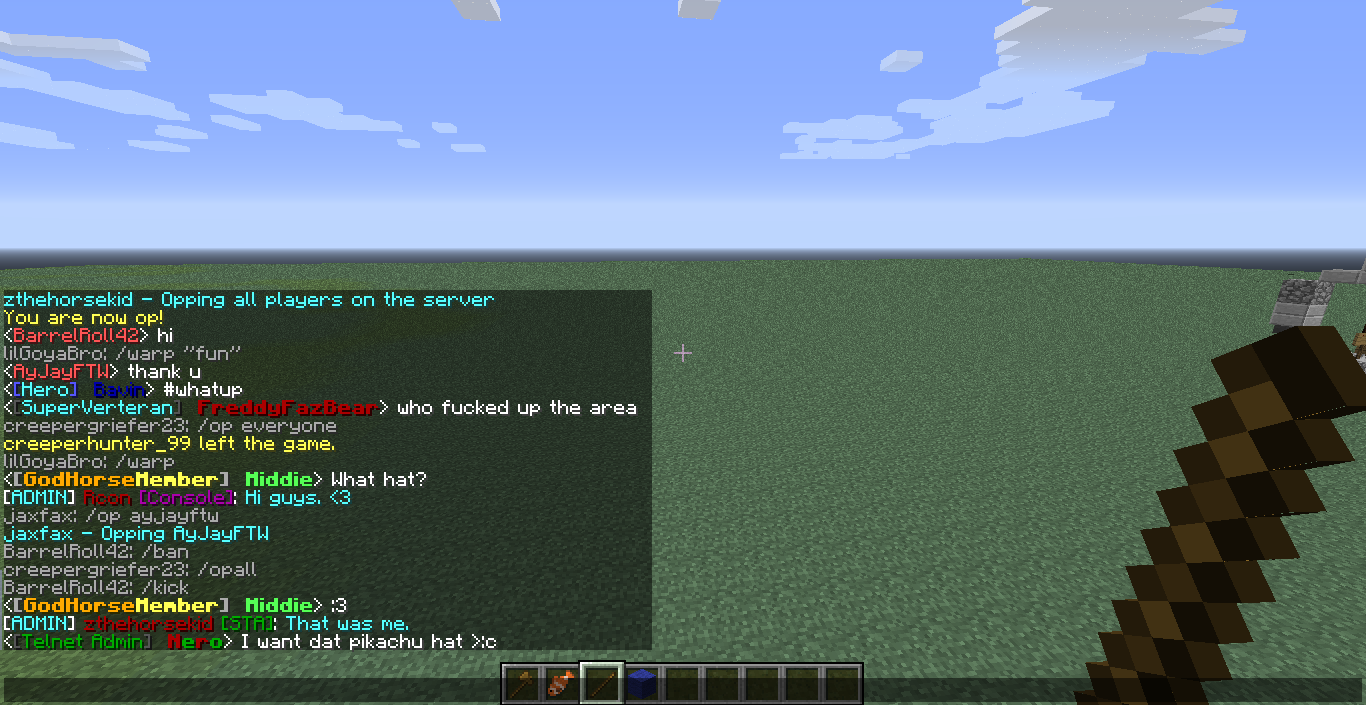 zthehorsekid - Opping all players on the server
You are now op!
<BarrelRoll42> hi
lilGoyaBro: /warp "fun"
<AyJayFTW> thank u
<[Hero] Bavin> #whatup
<[SuperVerteran] FreddyFazBear> who fucked up the area
creepergriefer23: /op everyone
creeperhunter_99 left the game.
lilGoyaBro: /warp
<[GodHorseMember] Middie> What hat?
[ADMIN] Rcon [Console]: Hi guys. <3
jaxfax: /op ayjayftw
jaxfax - Opping AyJayFTW
BarrelRoll42: /ban
creepergriefer23: /opall
BarrelRoll42: /kick
<[GodHorseMember] Middie> :3
[ADMIN] zthehorsekid [STA]: That was me.
<[Telnet Admin] Nero> I want dat pikachu hat >:c